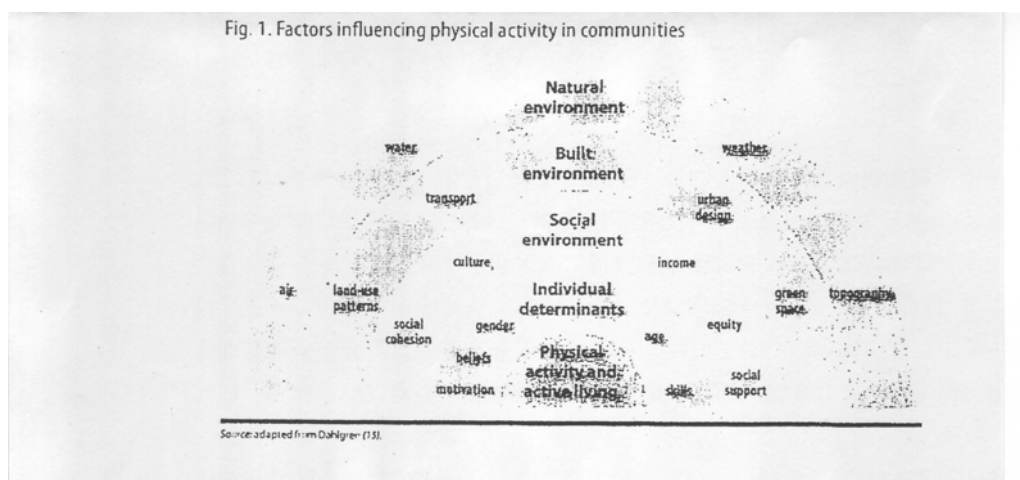 Fig. 1. Factors influencing physical activity in communities
Natural
environment
water
weather
Built
environment
transport
urban
design
Social
environment
culture
income
air
land-use
patterns
Individual
determinants
green
space
topography
social
cohesion
gender
age
equity
beliefs
Physical
activity and
active living
motivation
skills
social
support
Source: adapted from Dahlgren (15).